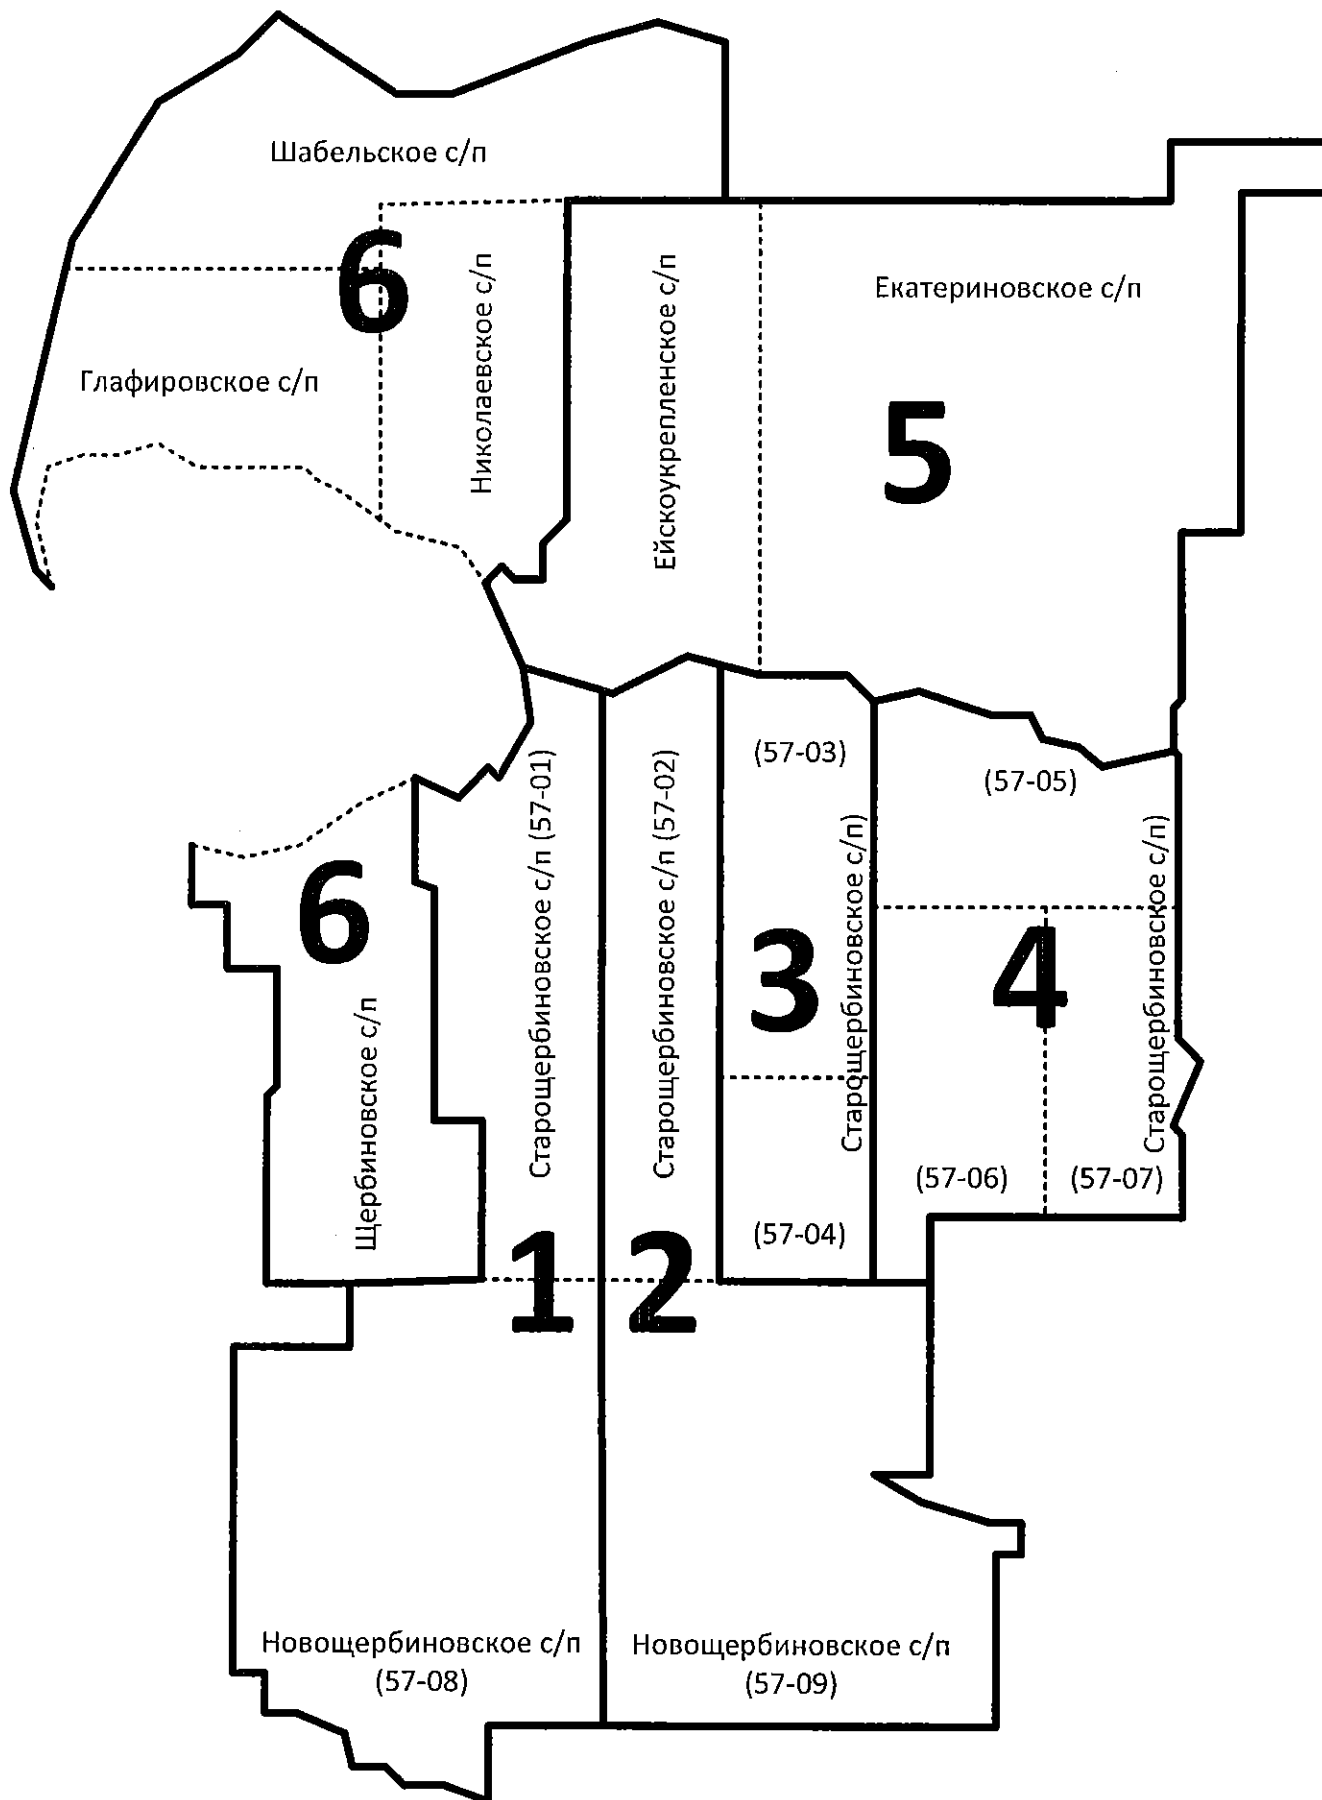 Шабельское с/п
6
Николаевское с/п
Ейскоукрепленское с/п
Екатериновское с/п
Глафировское с/п
5
Старощербиновское с/п (57-01)
Старощербиновское с/п (57-02)
(57-03)
(57-05)
Старощербиновское с/п)
Старощербиновское с/п)
6
3
4
Щербиновское с/п
(57-06)
(57-07)
(57-04)
1
2
Новощербиновское с/п
(57-08)
Новощербиновское с/п
(57-09)